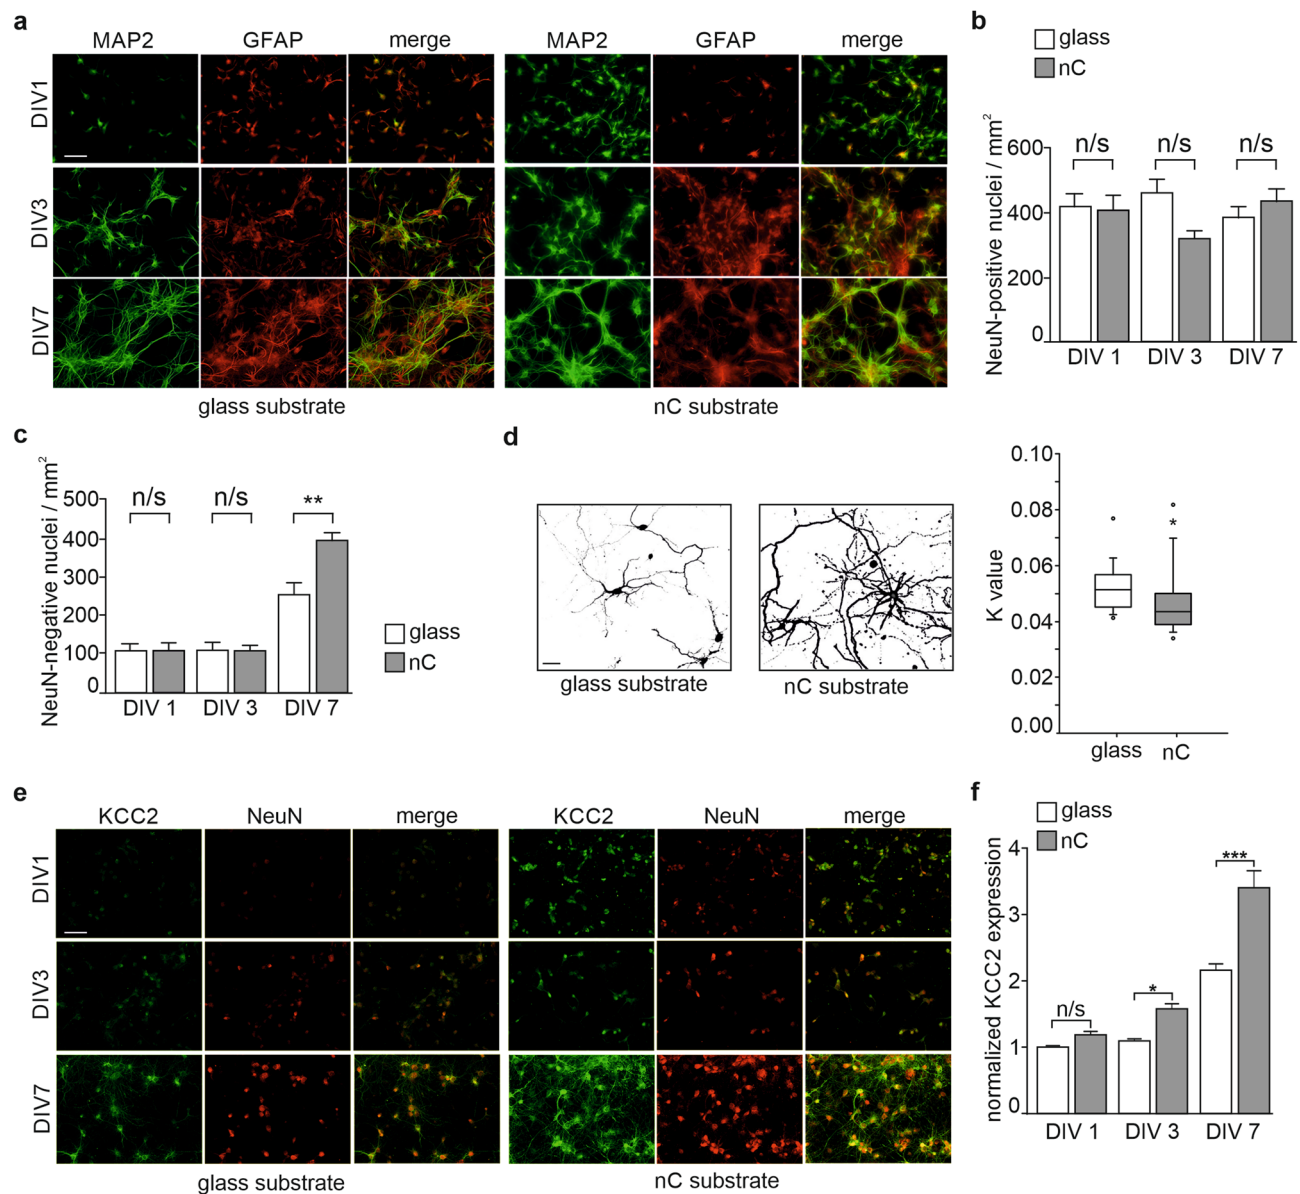 a
MAP2 GFAP merge MAP2 GFAP merge
DIV1
DIV3
DIV7
glass substrate nC substrate
b
glass
nC
NeuN-positive nuclei / mm²
600
400
200
0
n/s n/s n/s
DIV 1 DIV 3 DIV 7
c
NeuN-negative nuclei / mm²
500
400
300
200
100
0
n/s n/s **
DIV 1 DIV 3 DIV 7
glass
nC
d
glass substrate nC substrate
K value
0.10
0.08
0.06
0.04
0.02
0.00
*
glass nC
e
KCC2 NeuN merge KCC2 NeuN merge
DIV1
DIV3
DIV7
glass substrate nC substrate
f
glass
nC
normalized KCC2 expression
4
3
2
1
0
n/s * ***
DIV 1 DIV 3 DIV 7